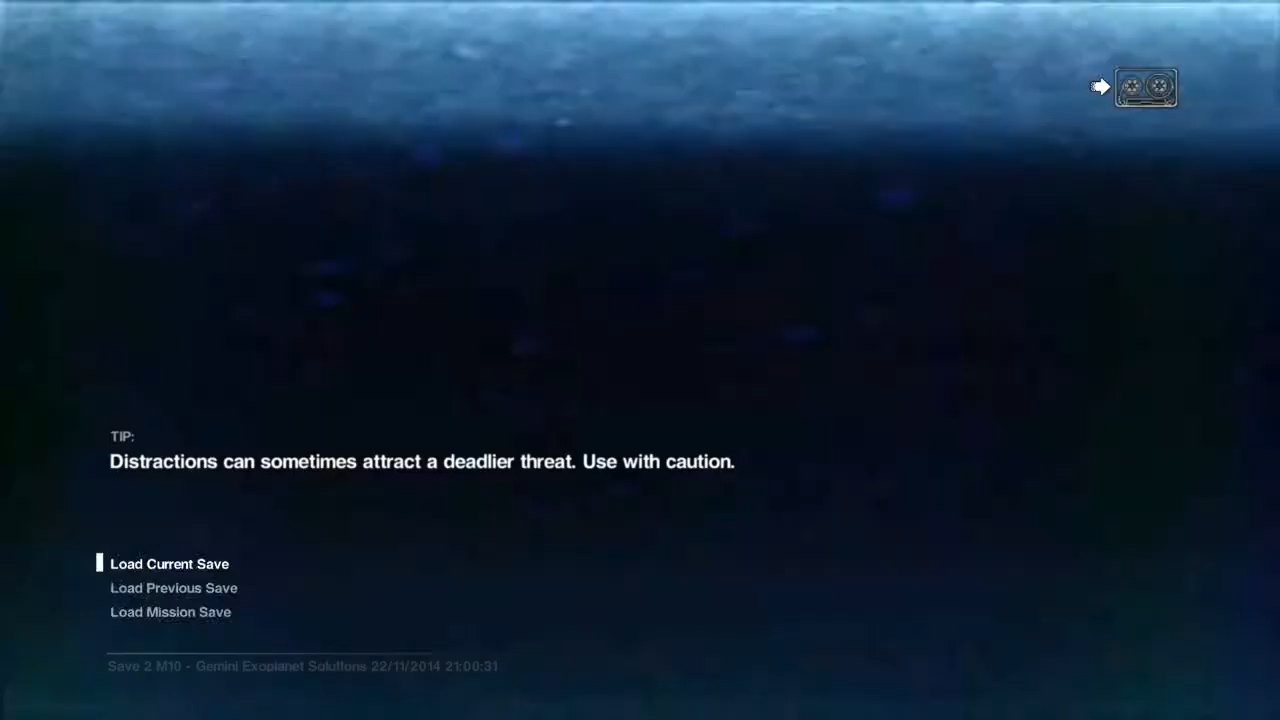 TIP:
Distractions can sometimes attract a deadlier threat. Use with caution.
Load Current Save
Load Previous Save
Load Mission Save
Save 2 M10 - Gemini Exoplanet Solutions 22/11/2014 21:00:31